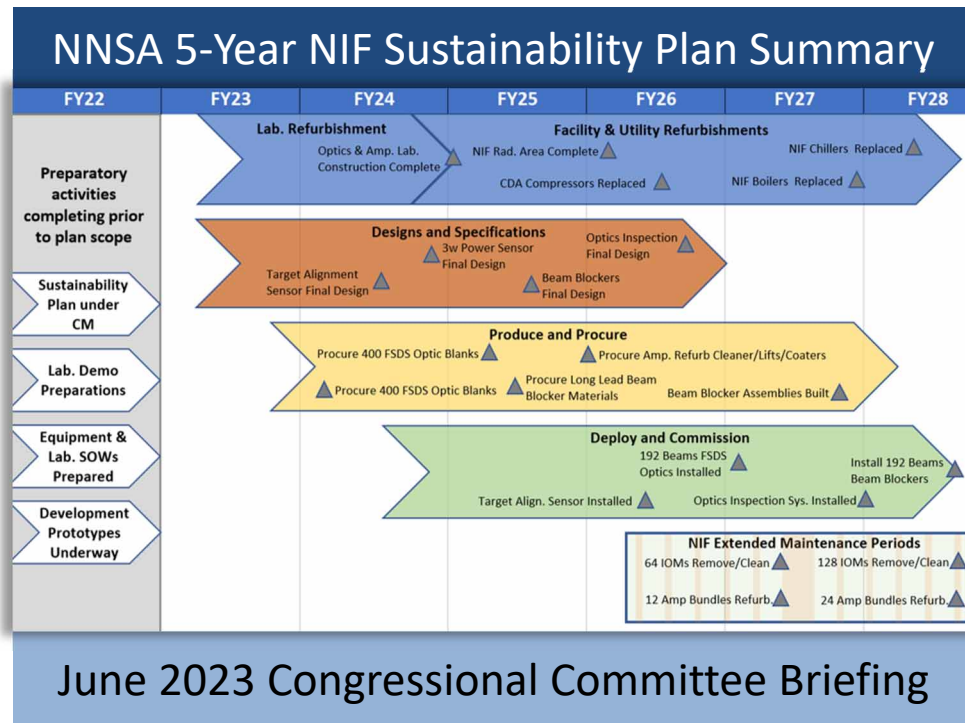 NNSA 5-Year NIF Sustainability Plan Summary
FY22 FY23 FY24 FY25 FY26 FY27 FY28
Preparatory
activities
completing prior
to plan scope
Sustainability
Plan under
CM
Lab. Demo
Preparations
Equipment &
Lab. SOWs
Prepared
Development
Prototypes
Underway
Lab. Refurbishment
Optics & Amp. Lab.
Construction Complete
Facility & Utility Refurbishments
NIF Rad. Area Complete
NIF Chillers Replaced
CDA Compressors Replaced
NIF Boilers Replaced
Designs and Specifications
3w Power Sensor
Final Design
Optics Inspection
Final Design
Target Alignment
Sensor Final Design
Beam Blockers
Final Design
Produce and Procure
Procure 400 FSDS Optic Blanks
Procure Amp. Refurb Cleaner/Lifts/Coaters
Procure 400 FSDS Optic Blanks
Procure Long Lead Beam
Blocker Materials
Beam Blocker Assemblies Built
Deploy and Commission
192 Beams FSDS
Optics Installed
Install 192 Beams
Beam Blockers
Target Align. Sensor Installed
Optics Inspection Sys. Installed
NIF Extended Maintenance Periods
64 IOMs Remove/Clean
128 IOMs Remove/Clean
12 Amp Bundles Refurb.
24 Amp Bundles Refurb.
June 2023 Congressional Committee Briefing